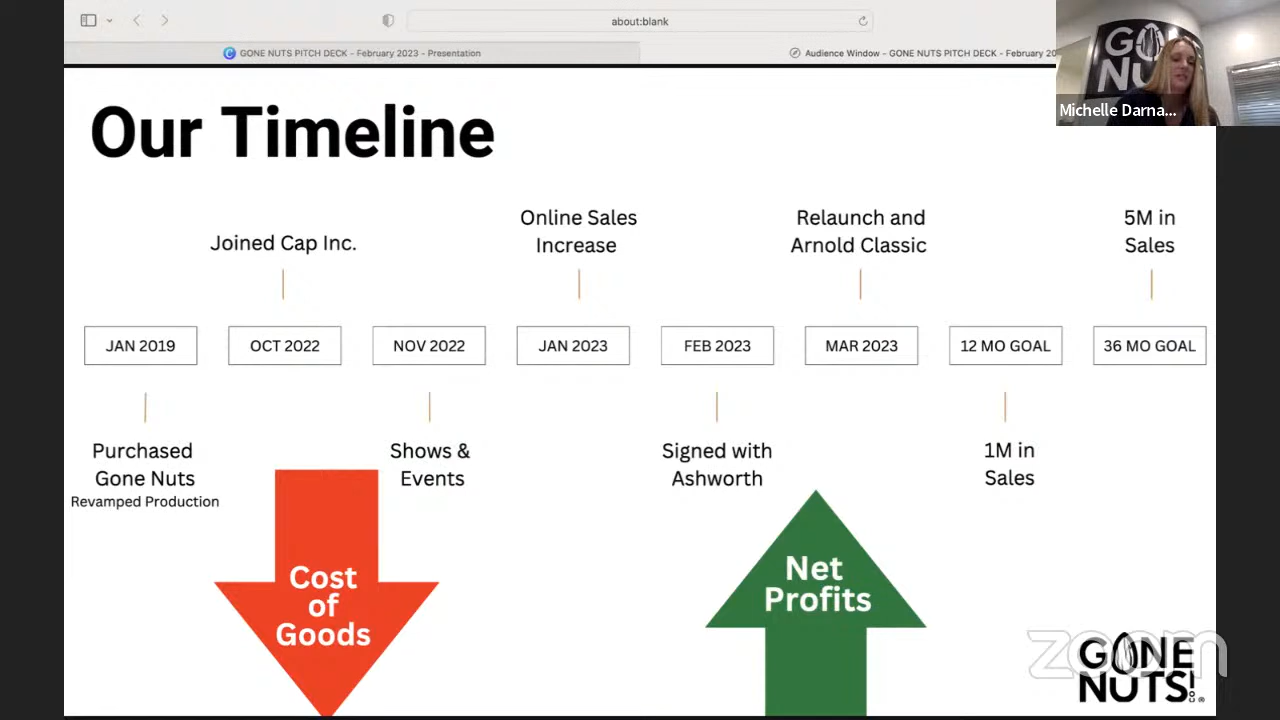 about:blank
GONE NUTS PITCH DECK - February 2023 - Presentation
Audience Window - GONE NUTS PITCH DECK - February 20
GONE
NU
Michelle Darna...
Our Timeline
Joined Cap Inc.
Online Sales
Increase
Relaunch and
Arnold Classic
5M in
Sales
JAN 2019
OCT 2022
NOV 2022
JAN 2023
FEB 2023
MAR 2023
12 MO GOAL
36 MO GOAL
Purchased
Gone Nuts
Revamped Production
Shows &
Events
Signed with
Ashworth
1M in
Sales
Cost
of
Goods
Net
Profits
zoom
GONE
NUTS!